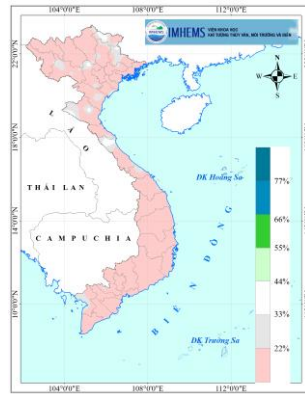 104°0'0"E 108°0'0"E 112°0'0"E
IMHEMS
VIỆN KHOA HỌC
KHÍ TƯỢNG THỦY VĂN, MÔI TRƯỜNG VÀ BIỂN
22°0'0"N
N
W E
S
LÀO
18°0'0"N
ĐK Hoàng Sa
77%
THÁI LAN
66%
14°0'0"N
CAMPUCHIA
55%
BIỂN ĐÔNG
44%
33%
10°0'0"N
ĐK Trường Sa
22%
104°0'0"E 108°0'0"E 112°0'0"E